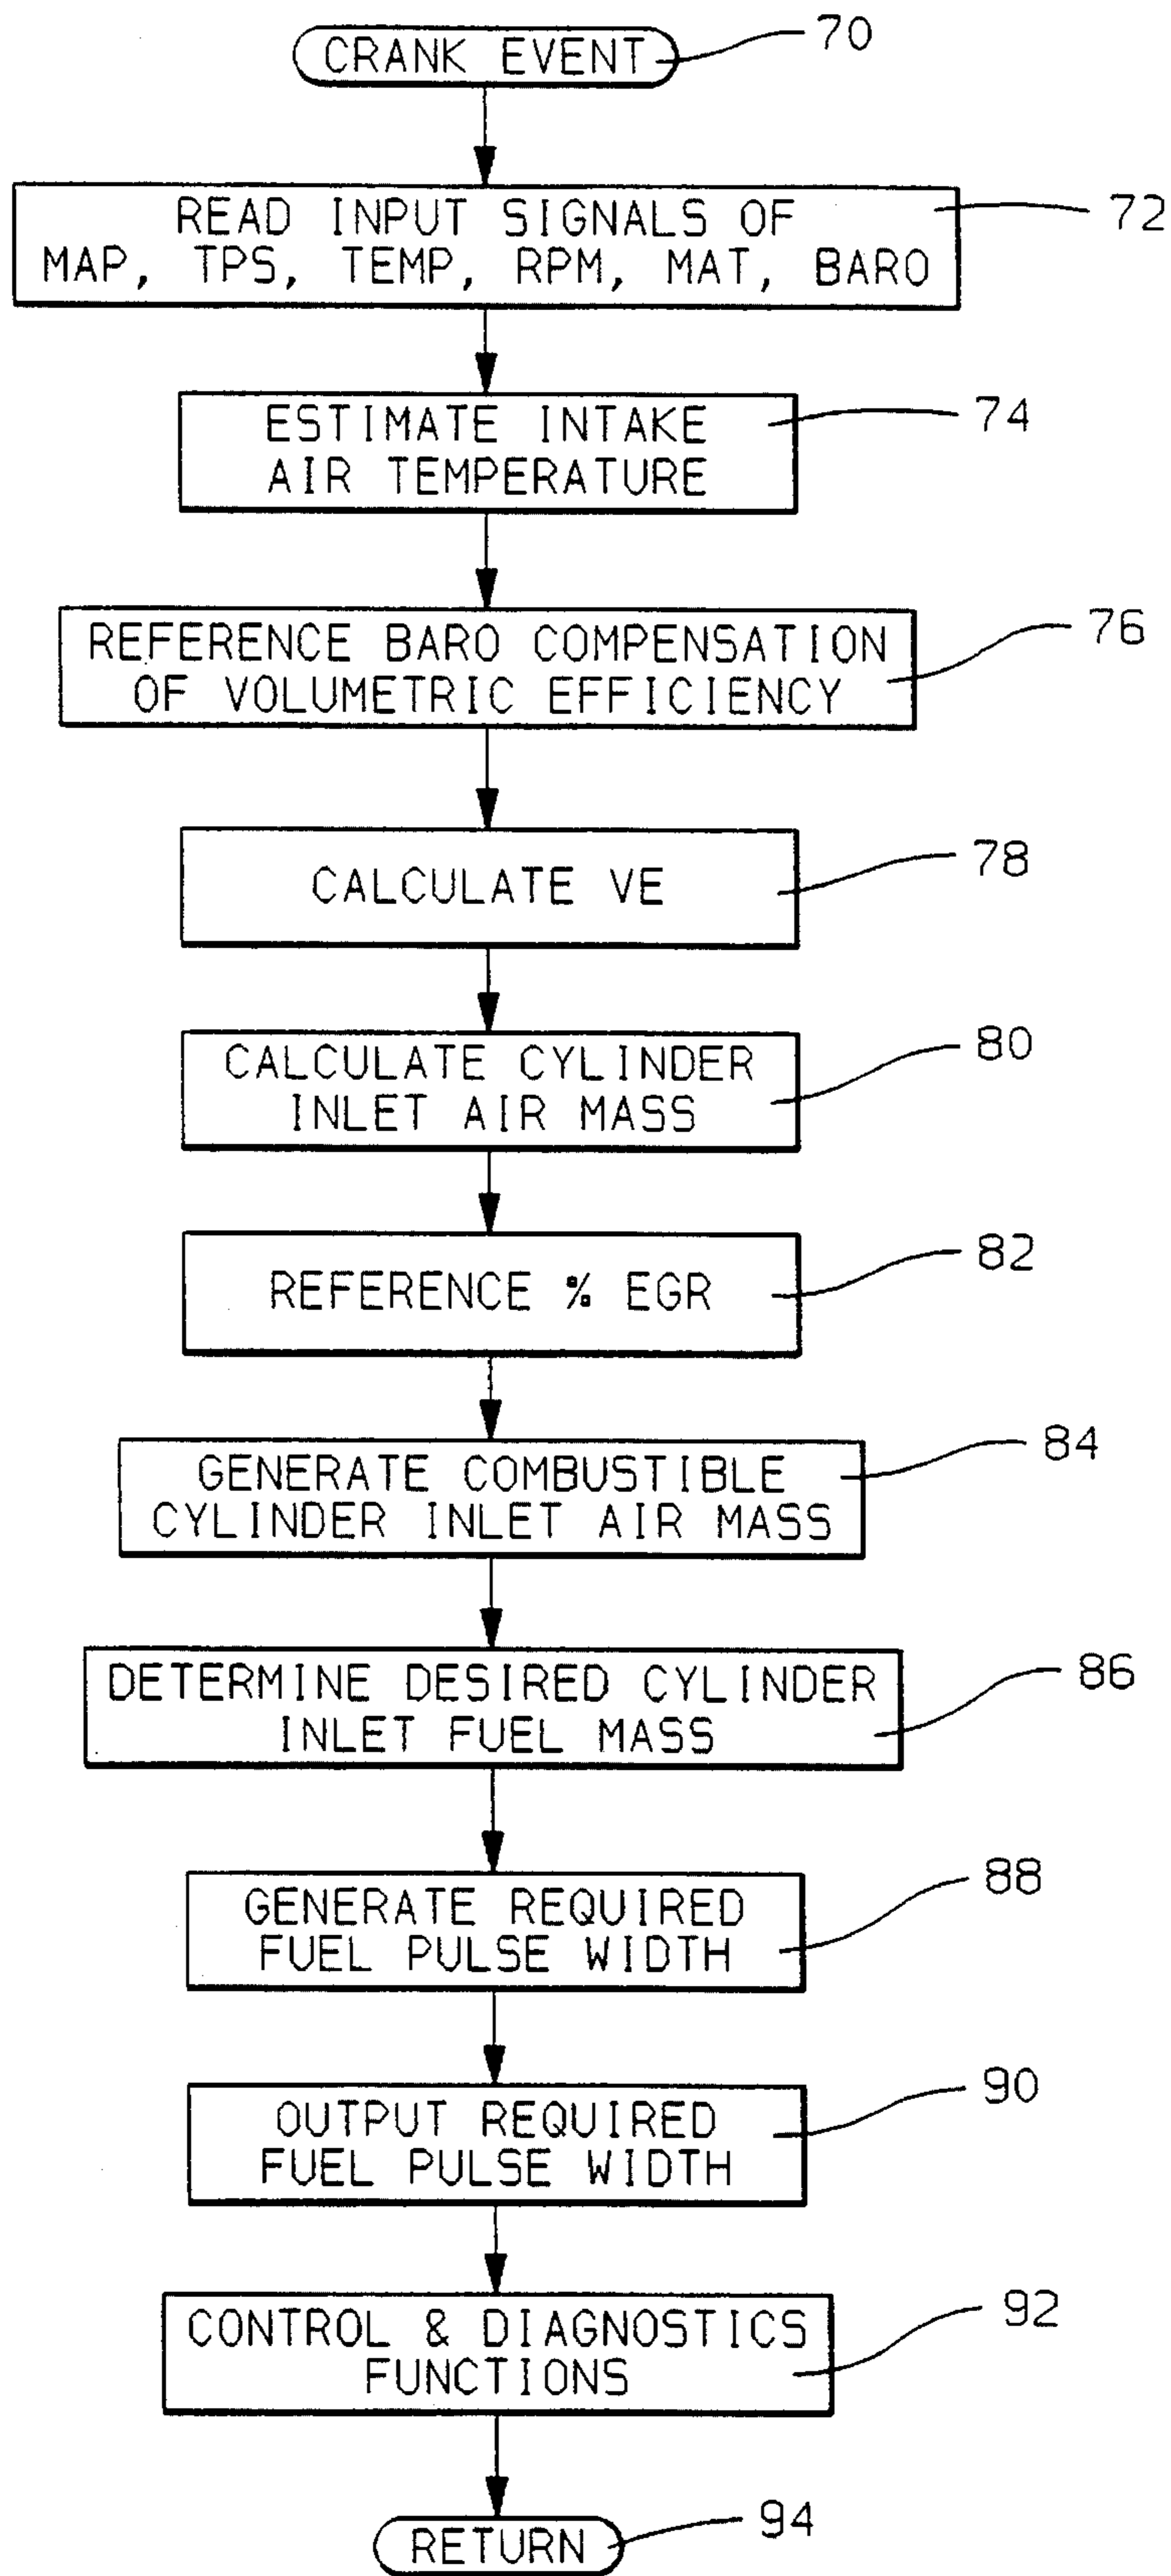 CRANK EVENT
70
READ INPUT SIGNALS OF
MAP, TPS, TEMP, RPM, MAT, BARO
72
ESTIMATE INTAKE
AIR TEMPERATURE
74
REFERENCE BARO COMPENSATION
OF VOLUMETRIC EFFICIENCY
76
CALCULATE VE
78
CALCULATE CYLINDER
INLET AIR MASS
80
REFERENCE % EGR
82
GENERATE COMBUSTIBLE
CYLINDER INLET AIR MASS
84
DETERMINE DESIRED CYLINDER
INLET FUEL MASS
86
GENERATE REQUIRED
FUEL PULSE WIDTH
88
OUTPUT REQUIRED
FUEL PULSE WIDTH
90
CONTROL & DIAGNOSTICS
FUNCTIONS
92
RETURN
94